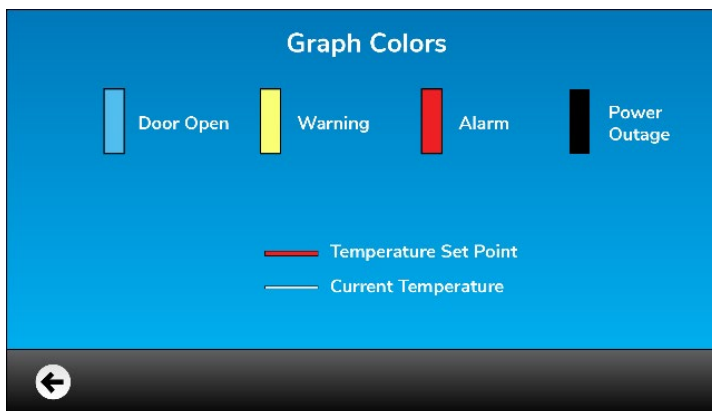 Graph Colors
Door Open
Warning
Alarm
Power
Outage
Temperature Set Point
Current Temperature